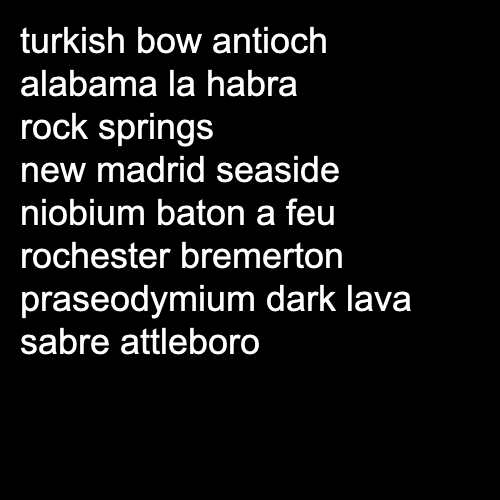 turkish bow antioch
alabama la habra
rock springs
new madrid seaside
niobium baton a feu
rochester bremerton
praseodymium dark lava
sabre attleboro